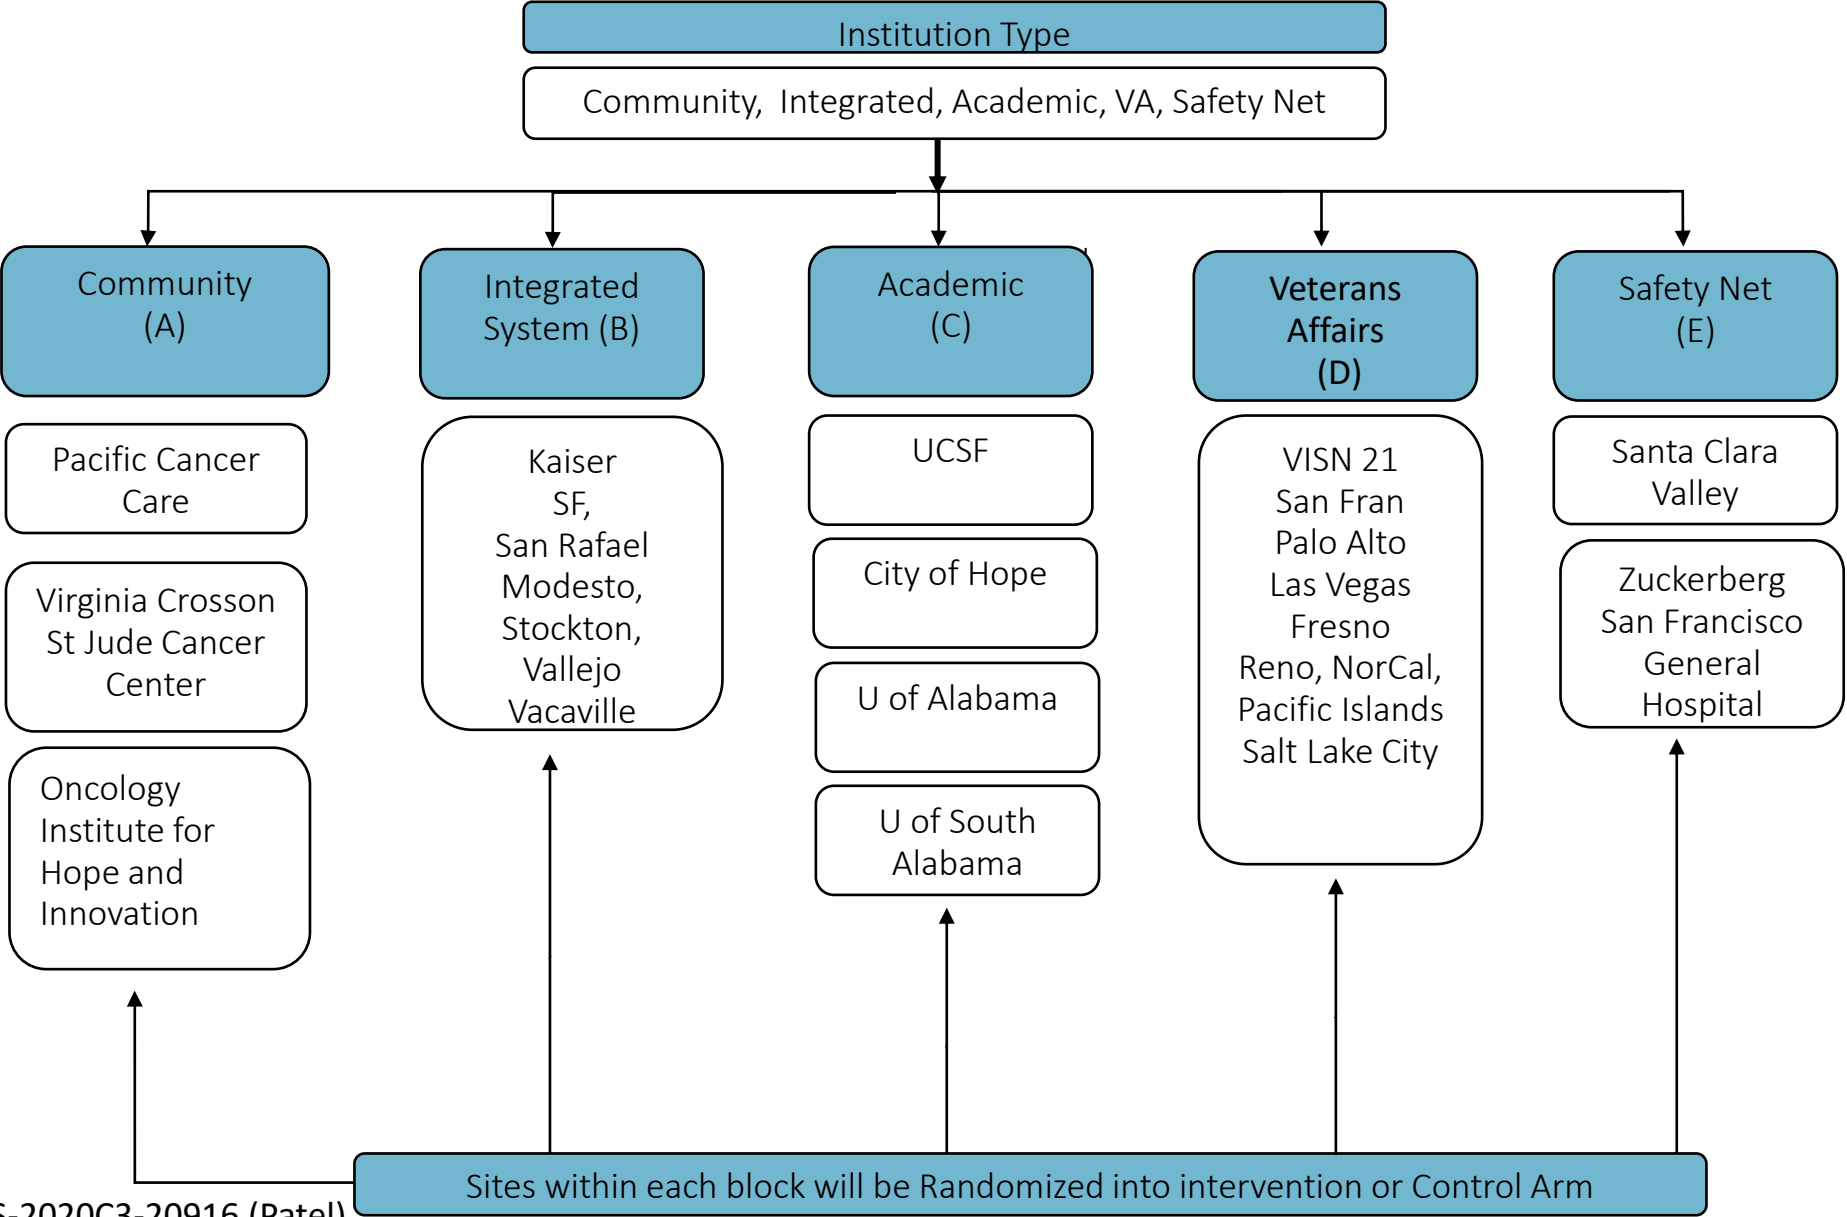 Institution Type
Community, Integrated, Academic, VA, Safety Net
Community
(A)
Integrated
System (B)
Academic
(C)
Veterans
Affairs
(D)
Safety Net
(E)
Pacific Cancer
Care
Virginia Crosson
St Jude Cancer
Center
Oncology
Institute for
Hope and
Innovation
Kaiser
SF,
San Rafael
Modesto,
Stockton,
Vallejo
Vacaville
UCSF
City of Hope
U of Alabama
U of South
Alabama
VISN 21
San Fran
Palo Alto
Las Vegas
Fresno
Reno, NorCal,
Pacific Islands
Salt Lake City
Santa Clara
Valley
Zuckerberg
San Francisco
General
Hospital
Sites within each block will be Randomized into intervention or Control Arm
-2020C3-20916 (Patel)